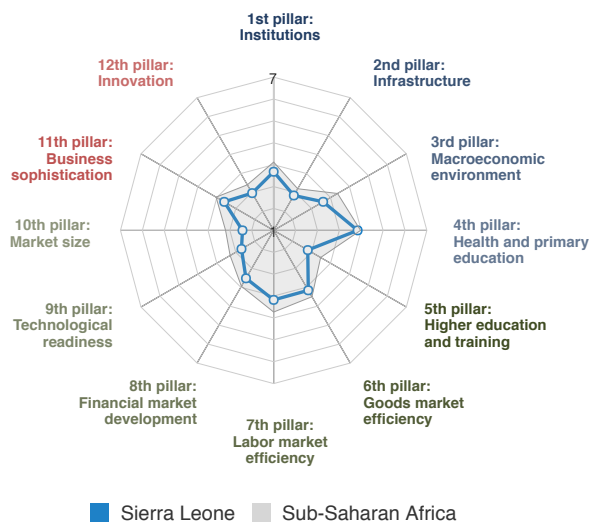 1st pillar:
Institutions
2nd pillar:
Infrastructure
3rd pillar:
Macroeconomic
environment
4th pillar:
Health and primary
education
5th pillar:
Higher education
and training
6th pillar:
Goods market
efficiency
7th pillar:
Labor market
efficiency
8th pillar:
Financial market
development
9th pillar:
Technological
readiness
10th pillar:
Market size
11th pillar:
Business
sophistication
12th pillar:
Innovation
7
1
Sierra Leone
Sub-Saharan Africa